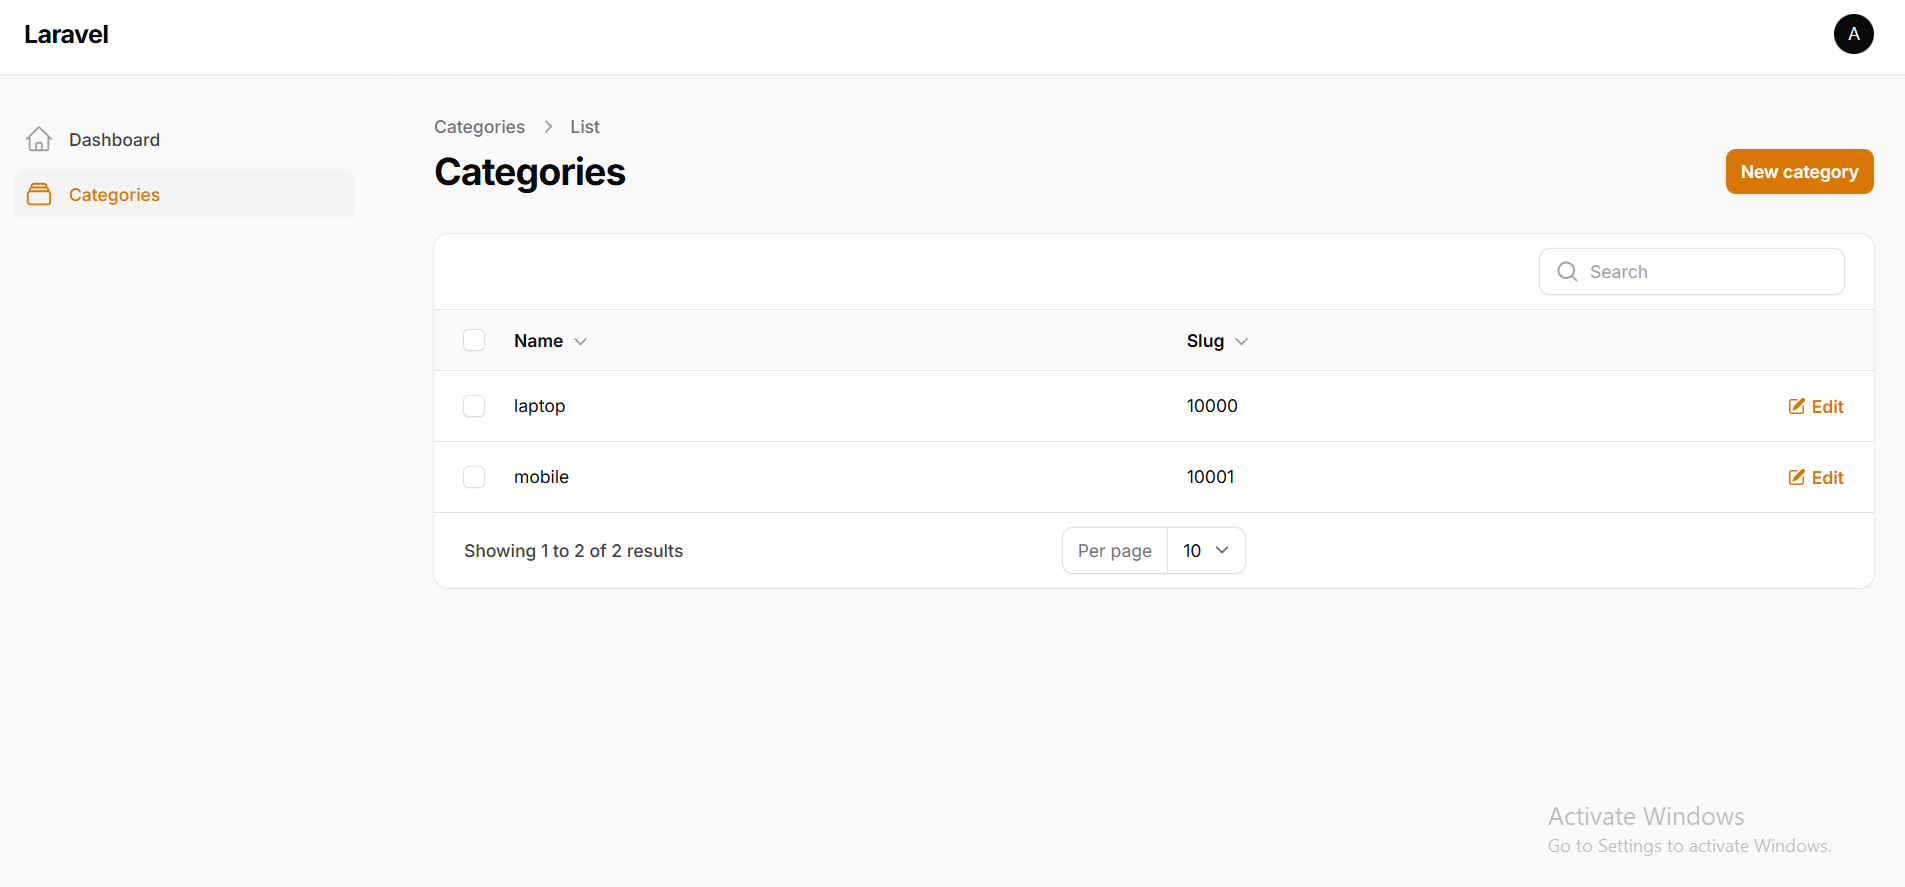 Laravel
A
Dashboard
Categories
Categories > List
Categories
New category
Search
Name Slug
laptop 10000 Edit
mobile 10001 Edit
Showing 1 to 2 of 2 results Per page 10
Activate Windows
Go to Settings to activate Windows.